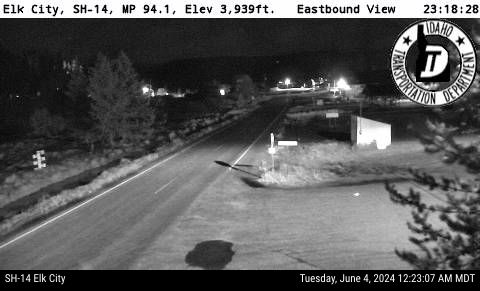 Elk City, SH-14, MP 94.1, Elev 3,939ft. Eastbound View 23:18:28
IDAHO
TRANSPORTATION DEPARTMENT
SH-14 Elk City Tuesday, June 4, 2024 12:23:07 AM MDT